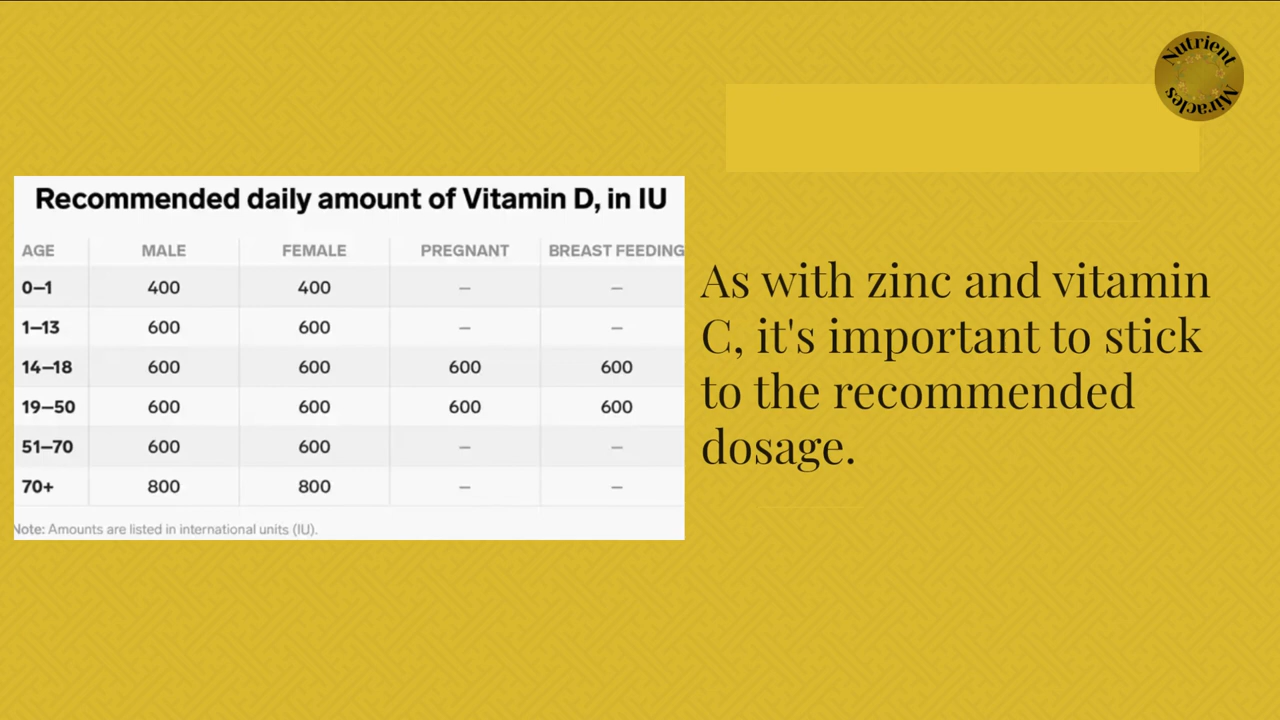 Nutrient
Miracles
Recommended daily amount of Vitamin D, in IU
AGE MALE FEMALE PREGNANT BREAST FEEDING
0–1 400 400 – –
1–13 600 600 – –
14–18 600 600 600 600
19–50 600 600 600 600
51–70 600 600 – –
70+ 800 800 – –
Note: Amounts are listed in international units (IU).
As with zinc and vitamin
C, it's important to stick
to the recommended
dosage.